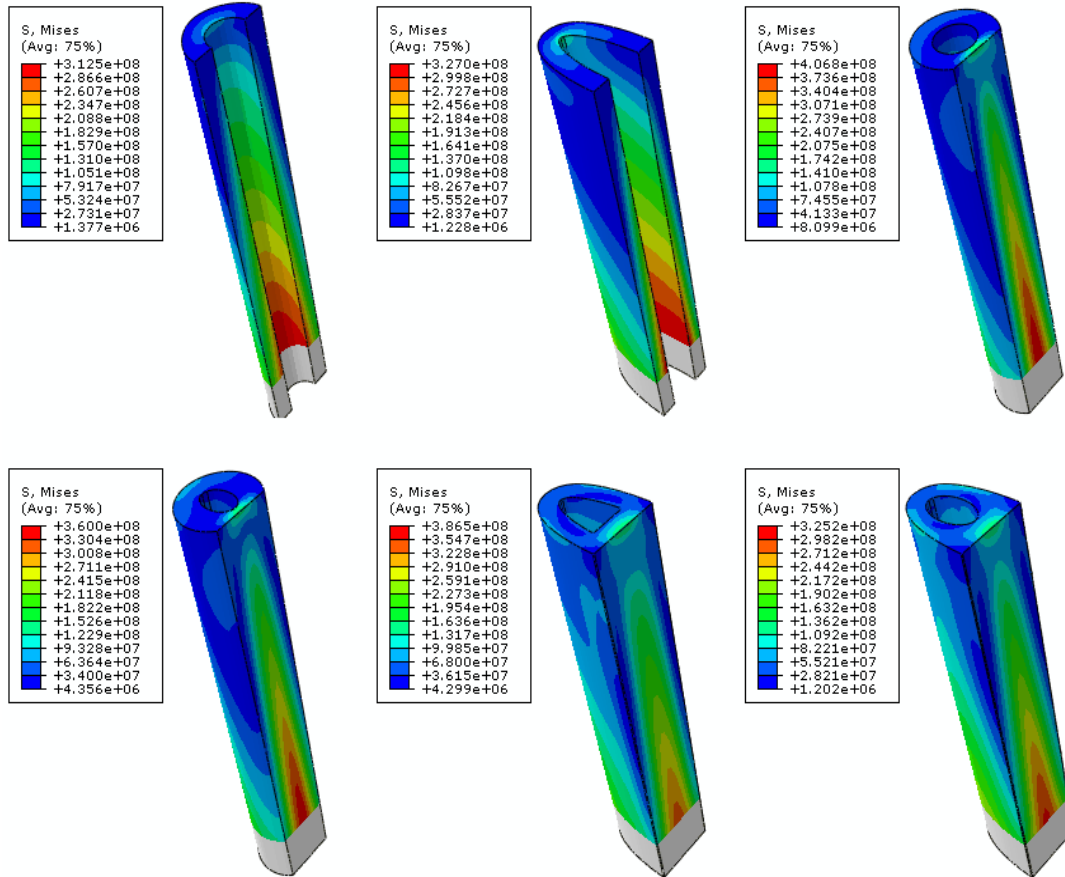 S, Mises
(Avg: 75%)
+3.125e+08
+2.866e+08
+2.607e+08
+2.347e+08
+2.088e+08
+1.829e+08
+1.570e+08
+1.310e+08
+1.051e+08
+7.917e+07
+5.324e+07
+2.731e+07
+1.377e+06
S, Mises
(Avg: 75%)
+3.270e+08
+2.998e+08
+2.727e+08
+2.456e+08
+2.184e+08
+1.913e+08
+1.641e+08
+1.370e+08
+1.098e+08
+8.267e+07
+5.552e+07
+2.837e+07
+1.228e+06
S, Mises
(Avg: 75%)
+4.068e+08
+3.736e+08
+3.404e+08
+3.071e+08
+2.739e+08
+2.407e+08
+2.075e+08
+1.742e+08
+1.410e+08
+1.078e+08
+7.455e+07
+4.133e+07
+8.099e+06
S, Mises
(Avg: 75%)
+3.600e+08
+3.304e+08
+3.008e+08
+2.711e+08
+2.415e+08
+2.118e+08
+1.822e+08
+1.526e+08
+1.229e+08
+9.328e+07
+6.364e+07
+3.400e+07
+4.356e+06
S, Mises
(Avg: 75%)
+3.865e+08
+3.547e+08
+3.228e+08
+2.910e+08
+2.591e+08
+2.273e+08
+1.954e+08
+1.636e+08
+1.317e+08
+9.985e+07
+6.800e+07
+3.615e+07
+4.299e+06
S, Mises
(Avg: 75%)
+3.252e+08
+2.982e+08
+2.712e+08
+2.442e+08
+2.172e+08
+1.902e+08
+1.632e+08
+1.362e+08
+1.092e+08
+8.221e+07
+5.521e+07
+2.821e+07
+1.202e+06